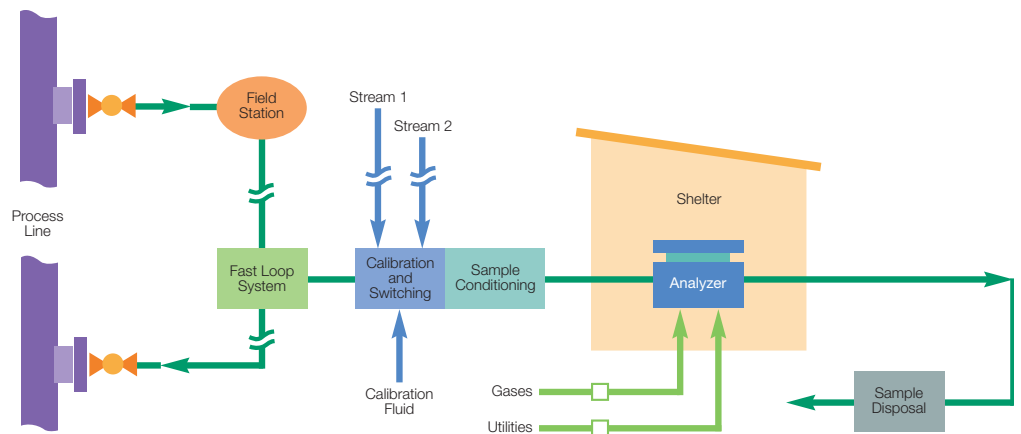 Process
Line
Field
Station
Stream 1
Stream 2
Fast Loop
System
Calibration
and
Switching
Sample
Conditioning
Calibration
Fluid
Shelter
Analyzer
Gases
Utilities
Sample
Disposal